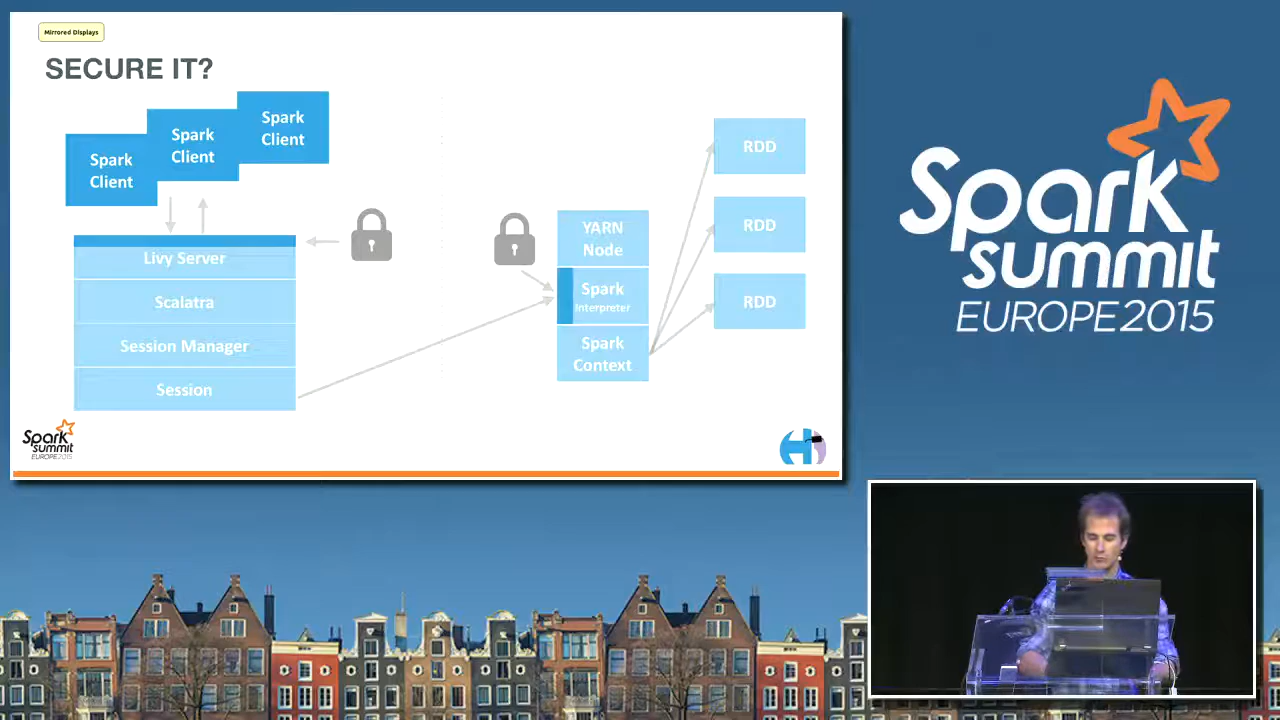 Mirrored Displays
SECURE IT?
Spark
Client
Spark
Client
Spark
Client
Livy Server
Scalatra
Session Manager
Session
YARN
Node
Spark
Interpreter
Spark
Context
RDD
RDD
RDD
Spark
summit
EUROPE2015
Spark
summit
EUROPE 2015